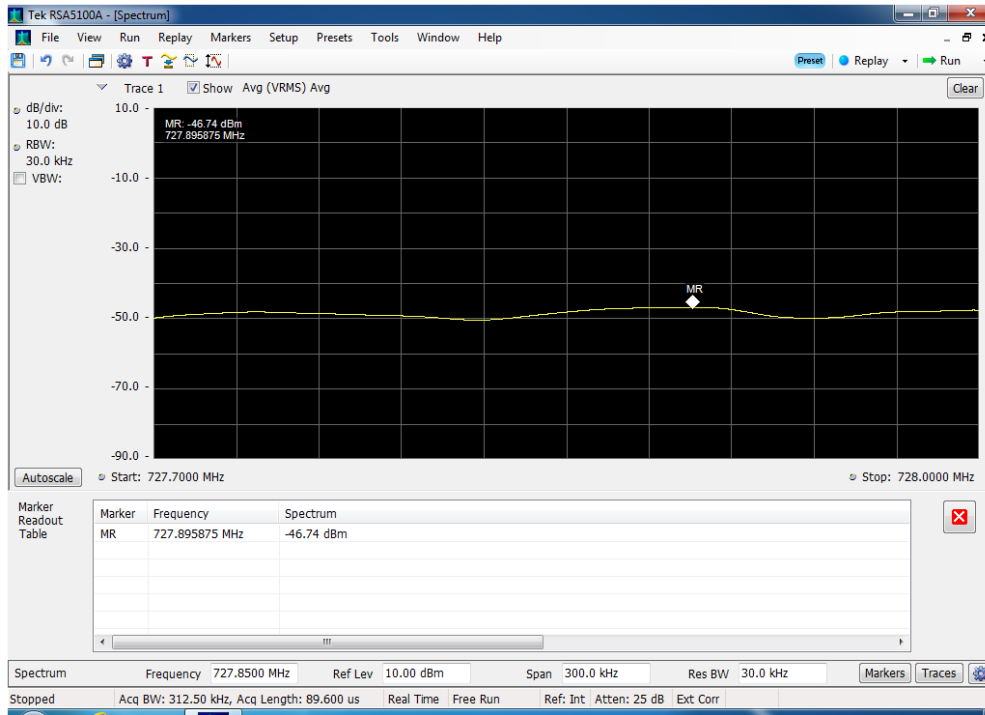 Tek RSA5100A - [Spectrum]
File View Run Replay Markers Setup Presets Tools Window Help
T Preset Replay Run
Trace 1 Show Avg (VRMS) Avg Clear
dB/div:
10.0 dB
RBW:
30.0 kHz
VBW:
10.0
-10.0
-30.0
-50.0
-70.0
-90.0
MR: -46.74 dBm
727.895875 MHz
MR
Autoscale Start: 727.7000 MHz Stop: 728.0000 MHz
Marker
Readout
Table
Marker Frequency Spectrum
MR 727.895875 MHz -46.74 dBm
Spectrum Frequency 727.8500 MHz Ref Lev 10.00 dBm Span 300.0 kHz Res BW 30.0 kHz Markers Traces
Stopped Acq BW: 312.50 kHz, Acq Length: 89.600 us Real Time Free Run Ref: Int Atten: 25 dB Ext Corr